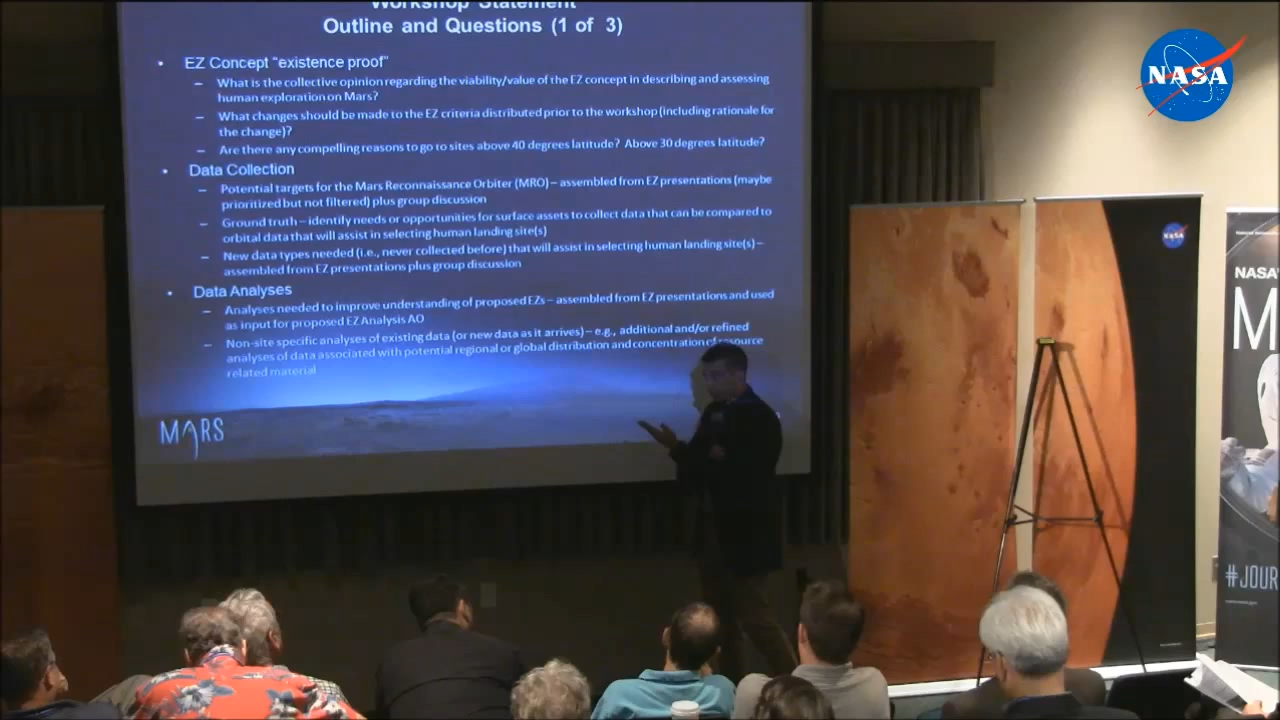 Workshop Statement
Outline and Questions (1 of 3)
• EZ Concept "existence proof"
– What is the collective opinion regarding the viability/value of the EZ concept in describing and assessing
human exploration on Mars?
– What changes should be made to the EZ criteria distributed prior to the workshop (including rationale for
the change)?
– Are there any compelling reasons to go to sites above 40 degrees latitude? Above 30 degrees latitude?
• Data Collection
– Potential targets for the Mars Reconnaissance Orbiter (MRO) – assembled from EZ presentations (maybe
prioritized but not filtered) plus group discussion
– Ground truth – identify needs or opportunities for surface assets to collect data that can be compared to
orbital data that will assist in selecting human landing site(s)
– New data types needed (i.e., never collected before) that will assist in selecting human landing site(s) –
assembled from EZ presentations plus group discussion
• Data Analyses
– Analyses needed to improve understanding of proposed EZs – assembled from EZ presentations and used
as input for proposed EZ Analysis AO
– Non-site specific analyses of existing data (or new data as it arrives) – e.g., additional and/or refined
analyses of data associated with potential regional or global distribution and concentration of resource
related material
MARS
NASA
NASA
NASA'
M
#JOUR